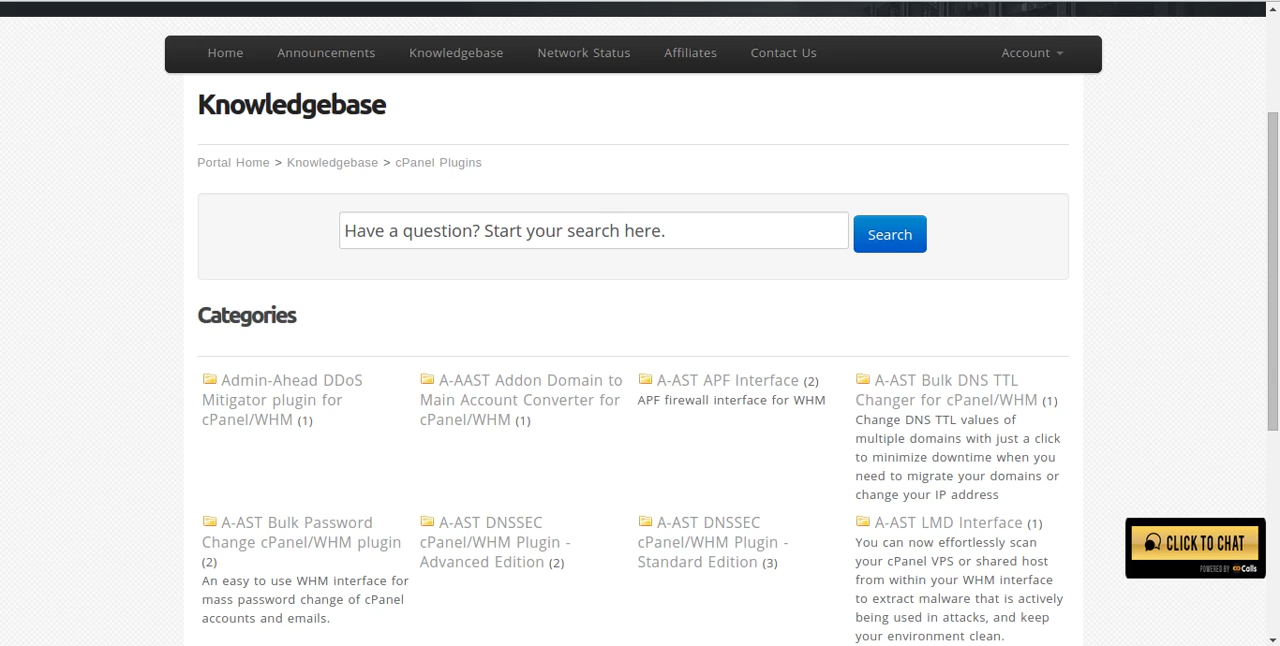 Home Announcements Knowledgebase Network Status Affiliates Contact Us Account
Knowledgebase
Portal Home > Knowledgebase > cPanel Plugins
Have a question? Start your search here.
Search
Categories
Admin-Ahead DDoS
Mitigator plugin for
cPanel/WHM (1)
A-AAST Addon Domain to
Main Account Converter for
cPanel/WHM (1)
A-AST APF Interface (2)
APF firewall interface for WHM
A-AST Bulk DNS TTL
Changer for cPanel/WHM (1)
Change DNS TTL values of
multiple domains with just a click
to minimize downtime when you
need to migrate your domains or
change your IP address
A-AST Bulk Password
Change cPanel/WHM plugin
(2)
An easy to use WHM interface for
mass password change of cPanel
accounts and emails.
A-AST DNSSEC
cPanel/WHM Plugin -
Advanced Edition (2)
A-AST DNSSEC
cPanel/WHM Plugin -
Standard Edition (3)
A-AST LMD Interface (1)
You can now effortlessly scan
your cPanel VPS or shared host
from within your WHM interface
to extract malware that is actively
being used in attacks, and keep
your environment clean.
CLICK TO CHAT
POWERED BY Calls